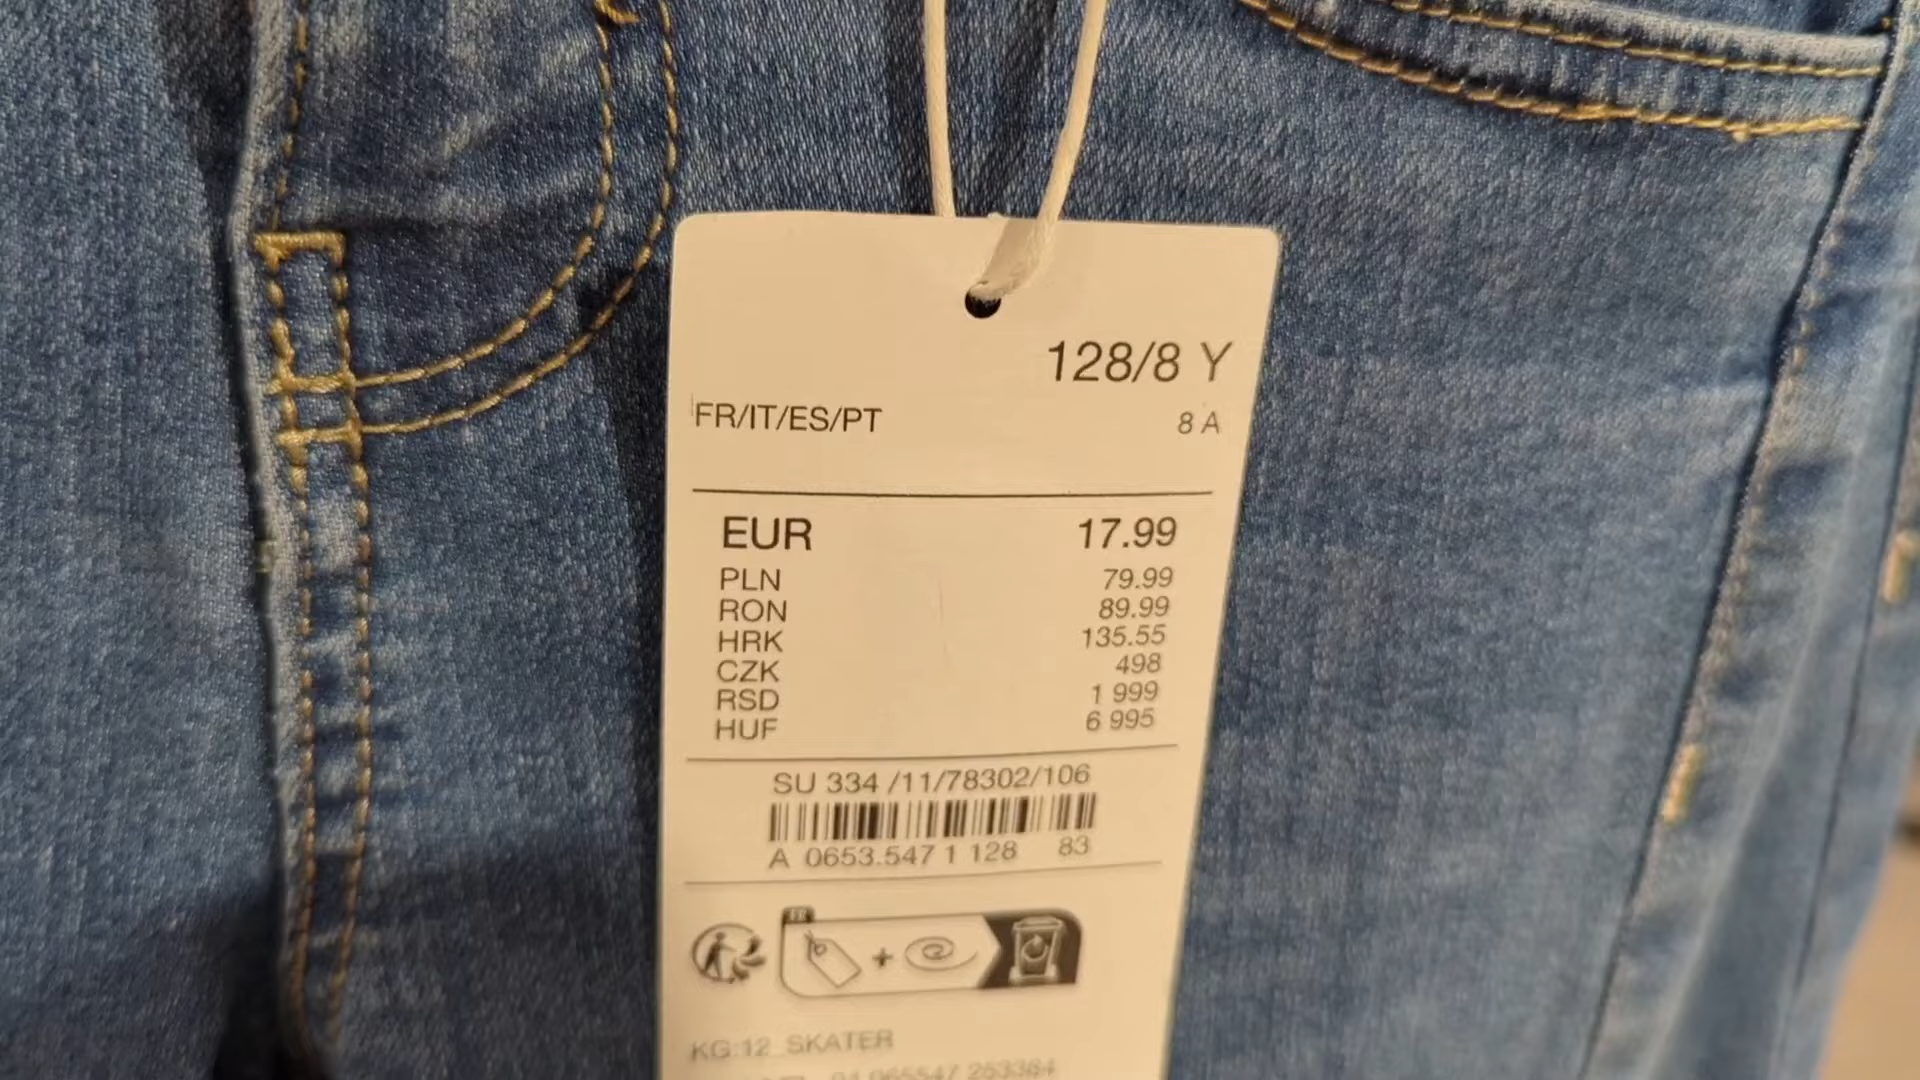 128/8 Y
FR/IT/ES/PT 8 A
EUR 17.99
PLN 79.99
RON 89.99
HRK 135.55
CZK 498
RSD 1 999
HUF 6 995
SU 334 /11/78302/106
A 0653.547 1 128 83
FR
KG:12_SKATER